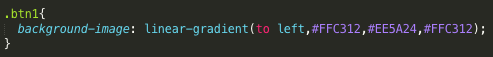 .btn1{
  background-image: linear-gradient(to left,#FFC312,#EE5A24,#FFC312);
}